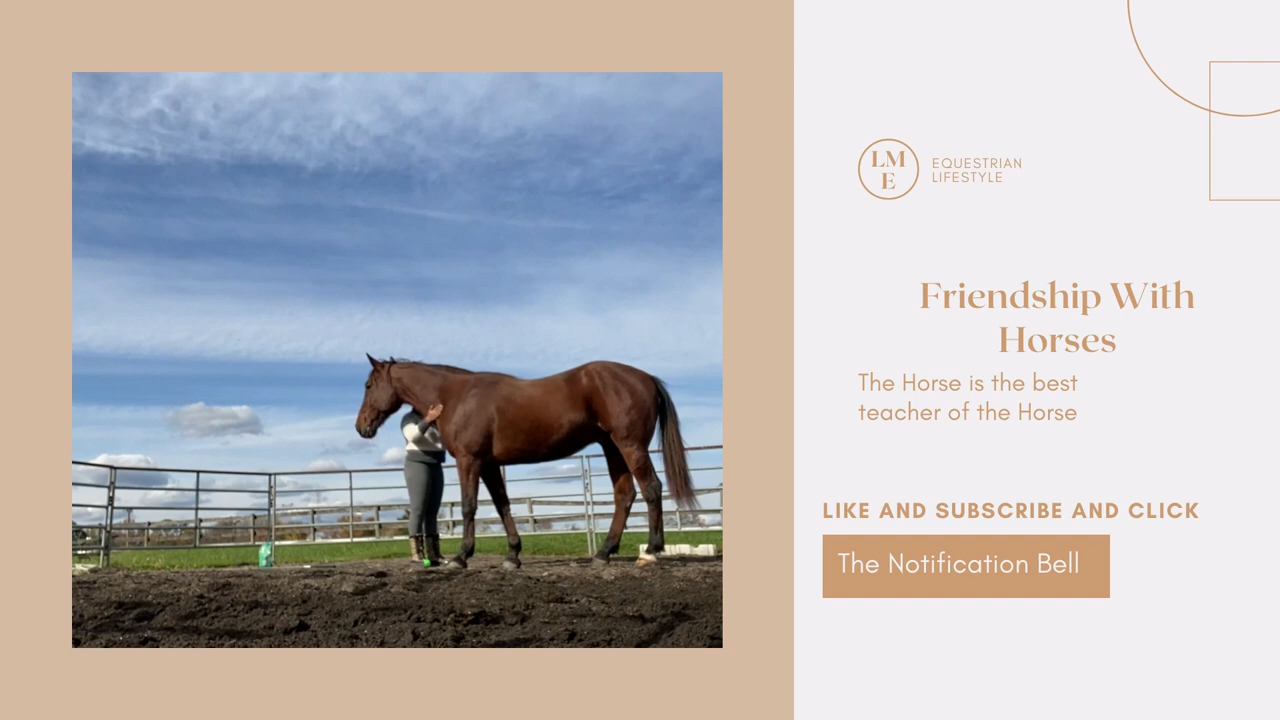 LM
E
EQUESTRIAN
LIFESTYLE
Friendship With
Horses
The Horse is the best
teacher of the Horse
LIKE AND SUBSCRIBE AND CLICK
The Notification Bell